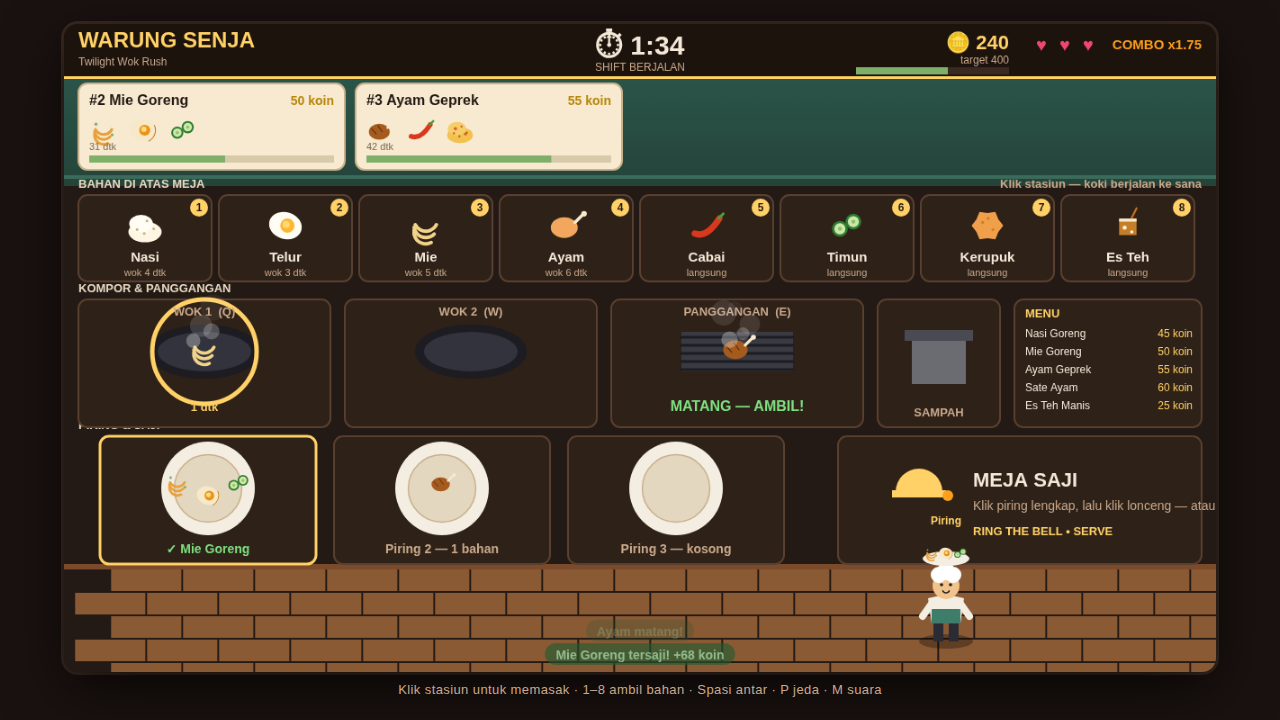 WARUNG SENJA
Twilight Wok Rush
1:34
SHIFT BERJALAN
240
target 400
COMBO x1.75
#2 Mie Goreng
50 koin
31 dtk
#3 Ayam Geprek
55 koin
42 dtk
BAHAN DI ATAS MEJA
Klik stasiun — koki berjalan ke sana
1
Nasi
wok 4 dtk
2
Telur
wok 3 dtk
3
Mie
wok 5 dtk
4
Ayam
wok 6 dtk
5
Cabai
langsung
6
Timun
langsung
7
Kerupuk
langsung
8
Es Teh
langsung
KOMPOR & PANGGANGAN
WOK 1 (Q)
1 dtk
WOK 2 (W)
PANGGANGAN (E)
MATANG — AMBIL!
SAMPAH
MENU
Nasi Goreng 45 koin
Mie Goreng 50 koin
Ayam Geprek 55 koin
Sate Ayam 60 koin
Es Teh Manis 25 koin
✓ Mie Goreng
Piring 2 — 1 bahan
Piring 3 — kosong
MEJA SAJI
Klik piring lengkap, lalu klik lonceng — atau
Piring
RING THE BELL • SERVE
Ayam matang!
Mie Goreng tersaji! +68 koin
Klik stasiun untuk memasak · 1–8 ambil bahan · Spasi antar · P jeda · M suara